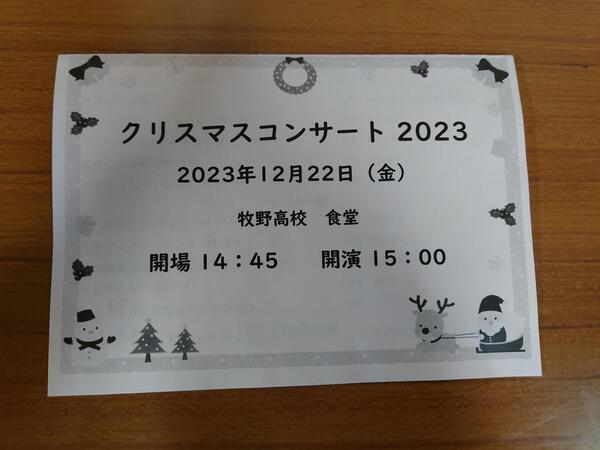 クリスマスコンサート 2023
2023年12月22日（金）
牧野高校　食堂
開場 14：45　　開演 15：00